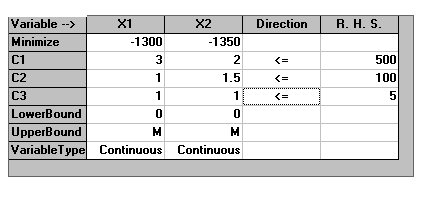 Variable --> X1 X2 Direction R. H. S.
Minimize -1300 -1350
C1 3 2 <= 500
C2 1 1.5 <= 100
C3 1 1 <= 5
LowerBound 0 0
UpperBound M M
VariableType Continuous Continuous